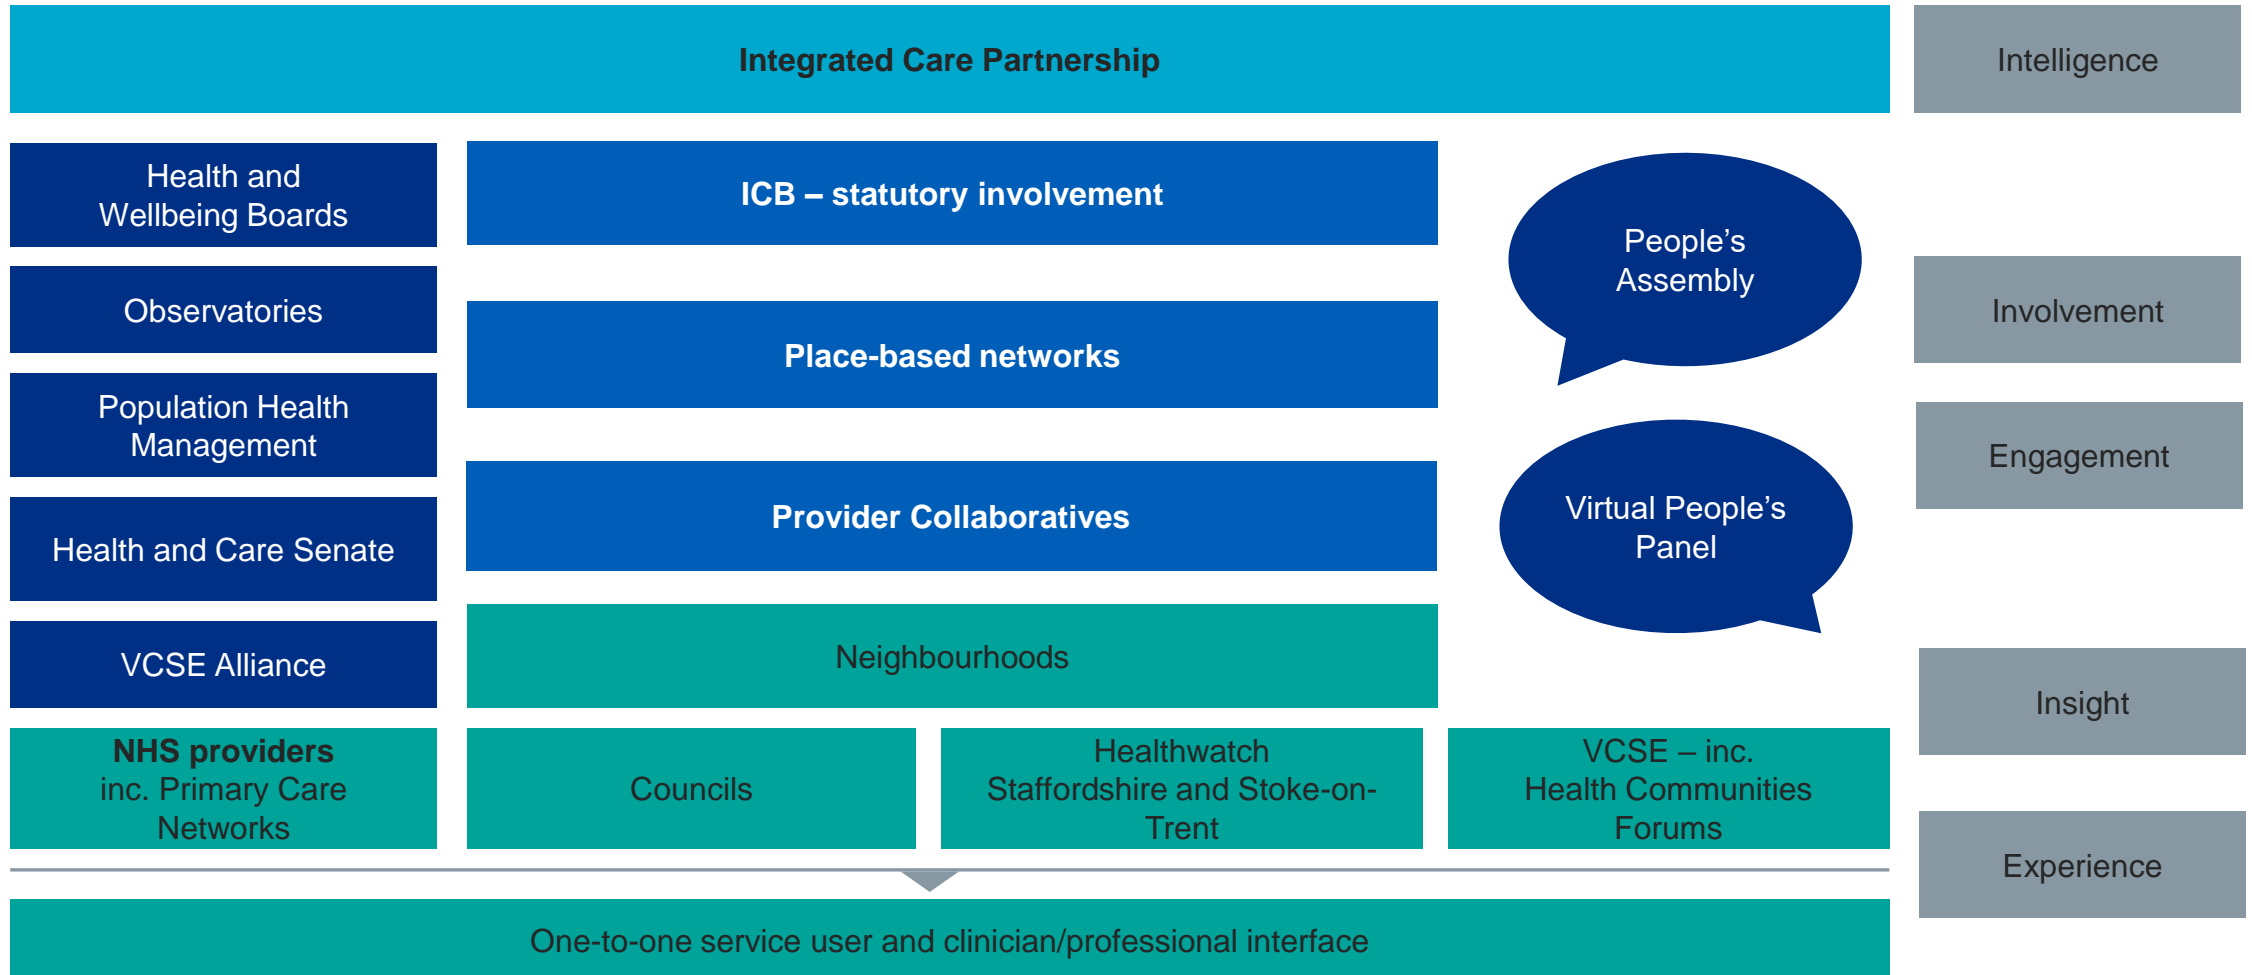 Integrated Care Partnership
Intelligence
Health and
Wellbeing Boards
ICB – statutory involvement
People’s
Assembly
Observatories
Involvement
Place-based networks
Population Health
Management
Engagement
Provider Collaboratives
Virtual People’s
Panel
Health and Care Senate
VCSE Alliance
Neighbourhoods
Insight
NHS providers
inc. Primary Care
Networks
Councils
Healthwatch
Staffordshire and Stoke-on-
Trent
VCSE – inc.
Health Communities
Forums
Experience
One-to-one service user and clinician/professional interface